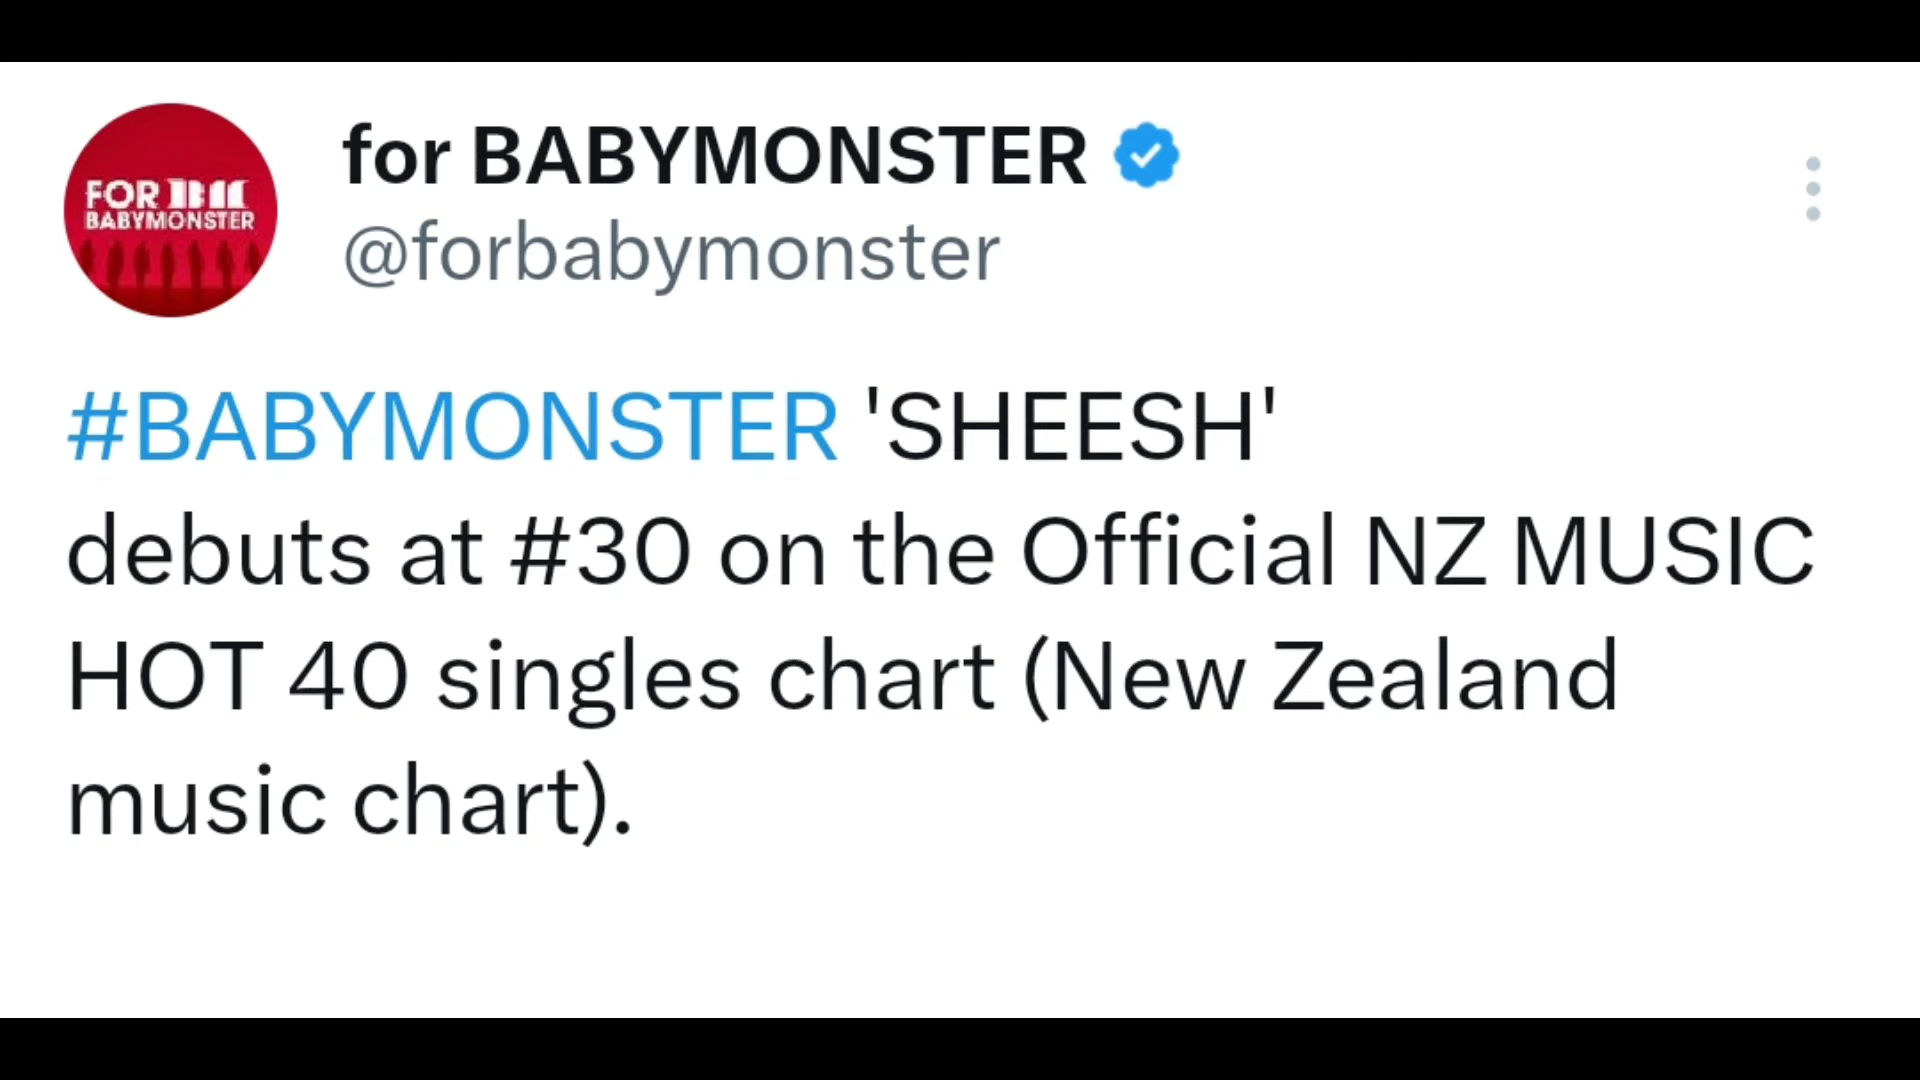 FOR BM
BABYMONSTER
for BABYMONSTER
@forbabymonster
#BABYMONSTER 'SHEESH'
debuts at #30 on the Official NZ MUSIC
HOT 40 singles chart (New Zealand
music chart).